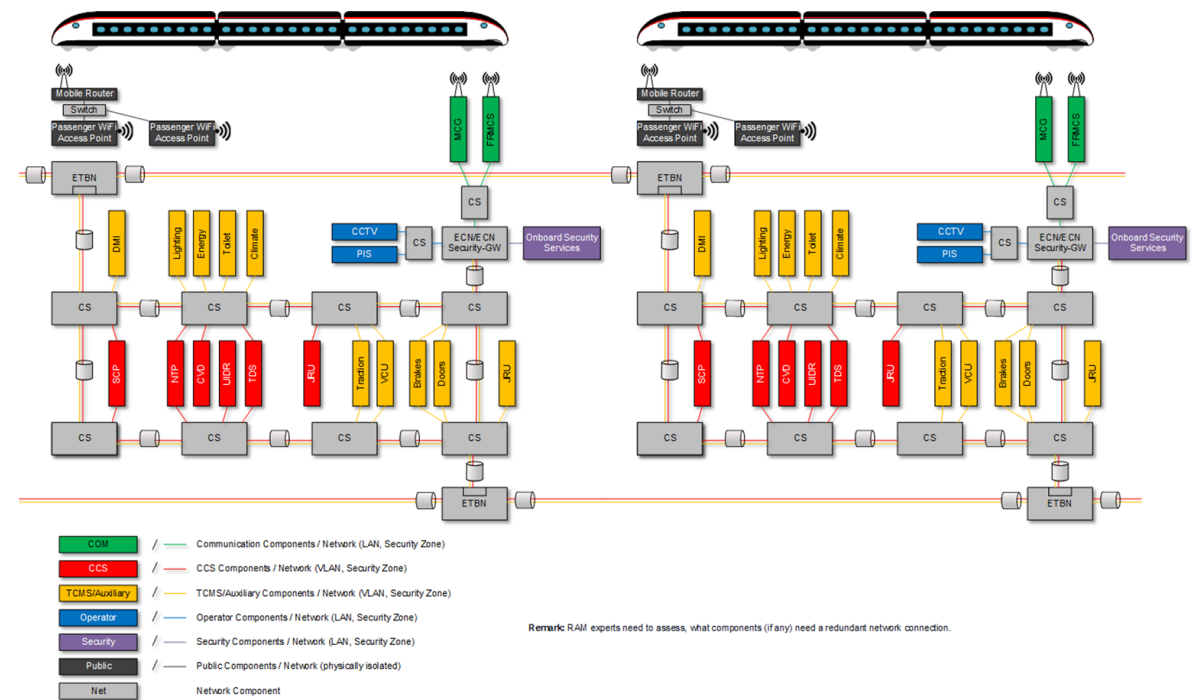 Mobile Router
Switch
Passenger WiFi
Access Point
Passenger WiFi
Access Point
MCG
FRMCS
ETBN
CS
CCTV
PIS
CS
ECN/ECN
Security-GW
Onboard Security
Services
DMI
Lighting
Energy
Toilet
Climate
CS
CS
CS
CS
SCP
NTP
CVD
UIDR
TDS
JRU
Traction
VCU
Brakes
Doors
JRU
CS
CS
CS
CS
ETBN
Mobile Router
Switch
Passenger WiFi
Access Point
Passenger WiFi
Access Point
MCG
FRMCS
ETBN
CS
CCTV
PIS
CS
ECN/ECN
Security-GW
Onboard Security
Services
DMI
Lighting
Energy
Toilet
Climate
CS
CS
CS
CS
SCP
NTP
CVD
UIDR
TDS
JRU
Traction
VCU
Brakes
Doors
JRU
CS
CS
CS
CS
ETBN
COM / Communication Components / Network (LAN, Security Zone)
CCS / CCS Components / Network (VLAN, Security Zone)
TCMS/Auxiliary / TCMS/Auxiliary Components / Network (VLAN, Security Zone)
Operator / Operator Components / Network (LAN, Security Zone)
Security / Security Components / Network (LAN, Security Zone)
Public / Public Components / Network (physically isolated)
Net Network Component
Remark: RAM experts need to assess, what components (if any) need a redundant network connection.